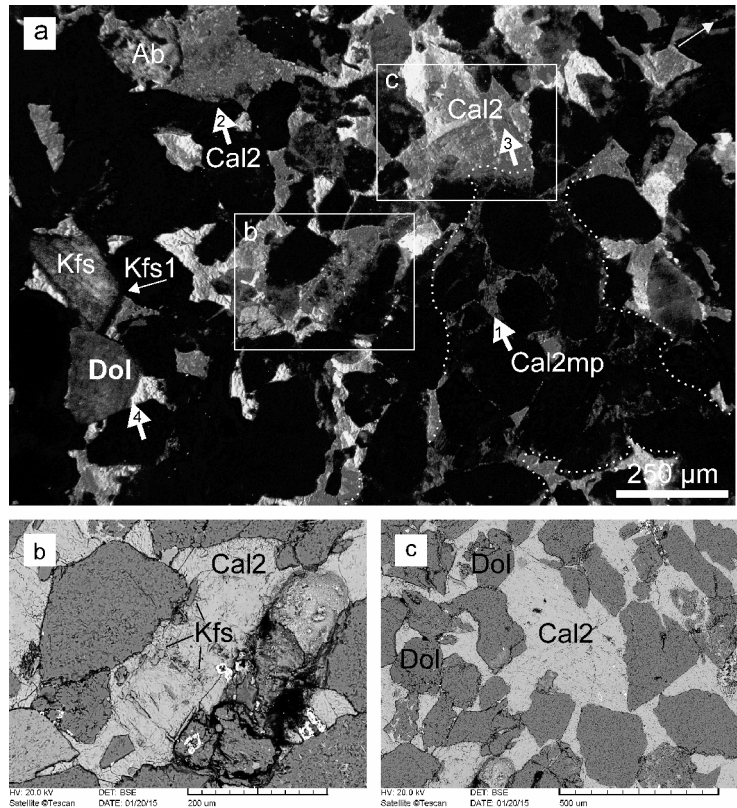 a
Ab
2
Cal2
c
Cal2
3
b
Kfs
Kfs1
Dol
4
1
Cal2mp
250 µm
b
Cal2
Kfs
HV: 20.0 kV DET: BSE
Satellite ©Tescan DATE: 01/20/15 200 um
c
Dol
Cal2
Dol
HV: 20.0 kV DET: BSE
Satellite ©Tescan DATE: 01/20/15 500 um